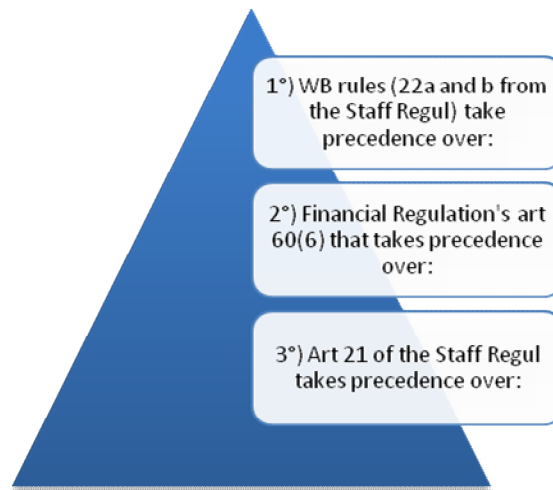 1°) WB rules (22a and b from
the Staff Regul) take
precedence over:
2°) Financial Regulation's art
60(6) that takes precedence
over:
3°) Art 21 of the Staff Regul
takes precedence over: